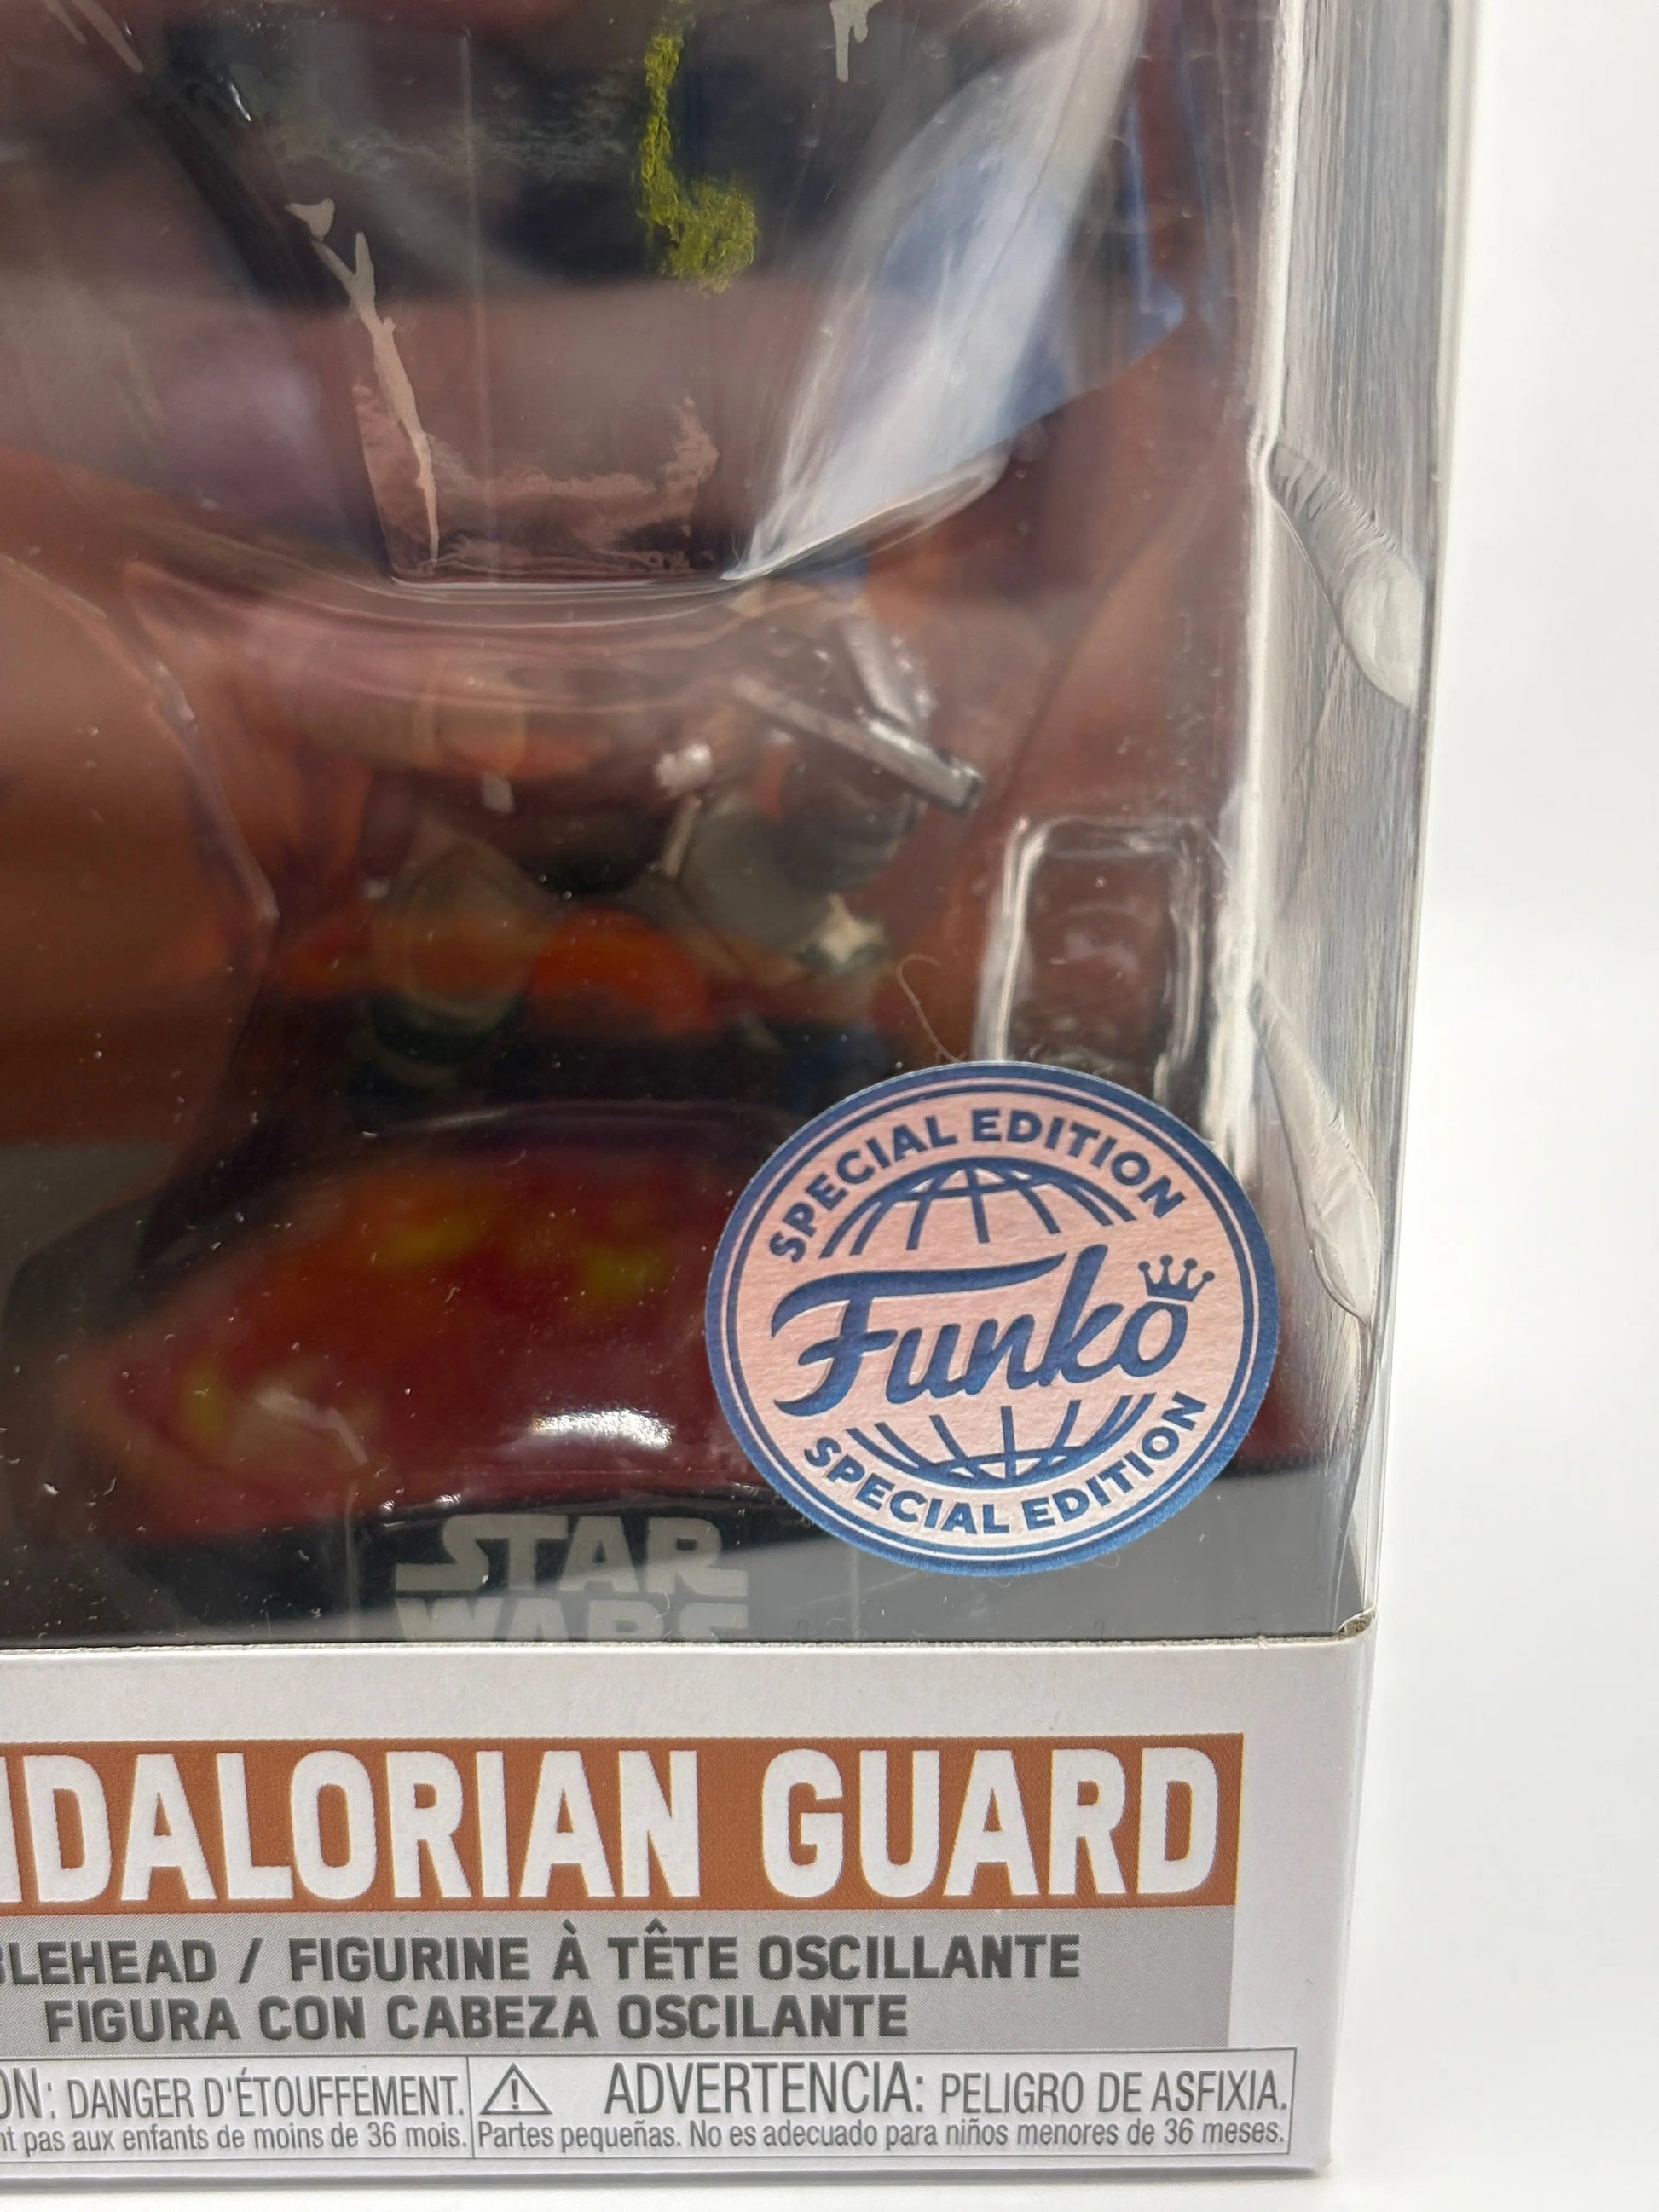 SPECIAL EDITION
Funko
SPECIAL EDITION
STAR
WARS
NDALORIAN GUARD
BLEHEAD / FIGURINE À TÊTE OSCILLANTE
FIGURA CON CABEZA OSCILANTE
ON: DANGER D'ÉTOUFFEMENT.
nt pas aux enfants de moins de 36 mois.
ADVERTENCIA: PELIGRO DE ASFIXIA.
Partes pequeñas. No es adecuado para niños menores de 36 meses.